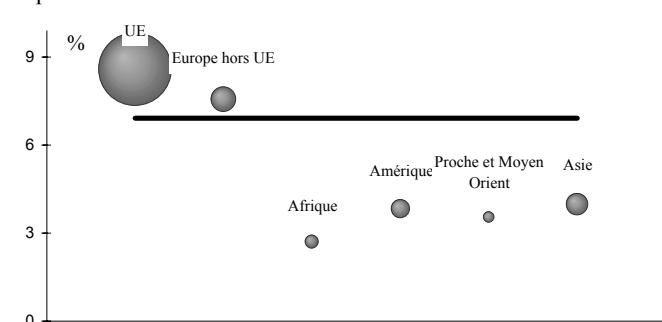 %
UE
Europe hors UE
9
6
Proche et Moyen
Orient
Asie
Amérique
Afrique
3
0